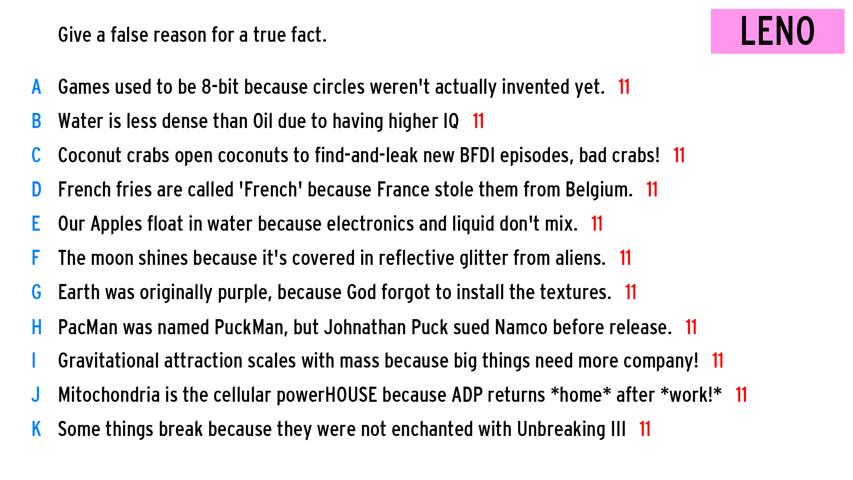 Give a false reason for a true fact.
LENO
A Games used to be 8-bit because circles weren't actually invented yet. 11
B Water is less dense than Oil due to having higher IQ 11
C Coconut crabs open coconuts to find-and-leak new BFDI episodes, bad crabs! 11
D French fries are called 'French' because France stole them from Belgium. 11
E Our Apples float in water because electronics and liquid don't mix. 11
F The moon shines because it's covered in reflective glitter from aliens. 11
G Earth was originally purple, because God forgot to install the textures. 11
H PacMan was named PuckMan, but Johnathan Puck sued Namco before release. 11
I Gravitational attraction scales with mass because big things need more company! 11
J Mitochondria is the cellular powerHOUSE because ADP returns *home* after *work!* 11
K Some things break because they were not enchanted with Unbreaking III 11